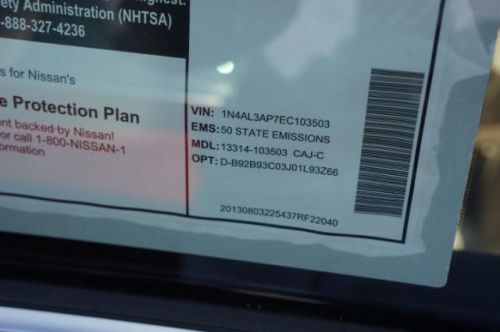 ety Administration (NHTSA)
-888-327-4236
s for Nissan's
e Protection Plan
ent backed by Nissan!
or call 1-800-NISSAN-1
ormation
VIN: 1N4AL3AP7EC103503
EMS: 50 STATE EMISSIONS
MDL: 13314-103503 CAJ-C
OPT: D-B92B93C03J01L93Z66
20130803225437RF22040